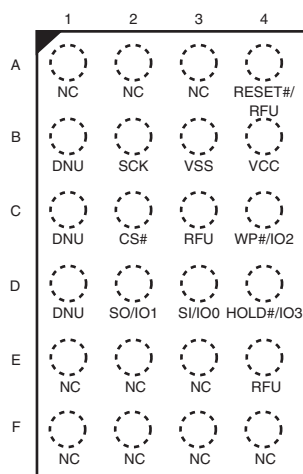 1 2 3 4
A
NC NC NC RESET#/
RFU
B
DNU SCK VSS VCC
C
DNU CS# RFU WP#/IO2
D
DNU SO/IO1 SI/IO0 HOLD#/IO3
E
NC NC NC RFU
F
NC NC NC NC